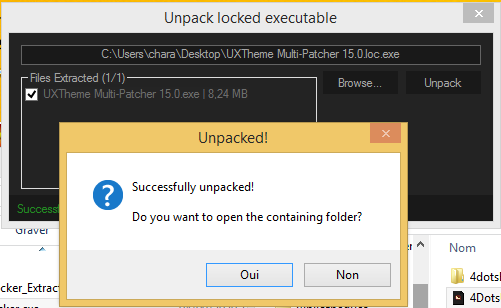 Unpack locked executable
C:\Users\chara\Desktop\UXTheme Multi-Patcher 15.0.loc.exe
Files Extracted (1/1)
UXTheme Multi-Patcher 15.0.exe | 8,24 MB
Browse...
Unpack
Unpacked!
Successfully unpacked!
Do you want to open the containing folder?
Oui
Non
Successf
Graver
Nom
cker_Extract
4dotsl
4Dots